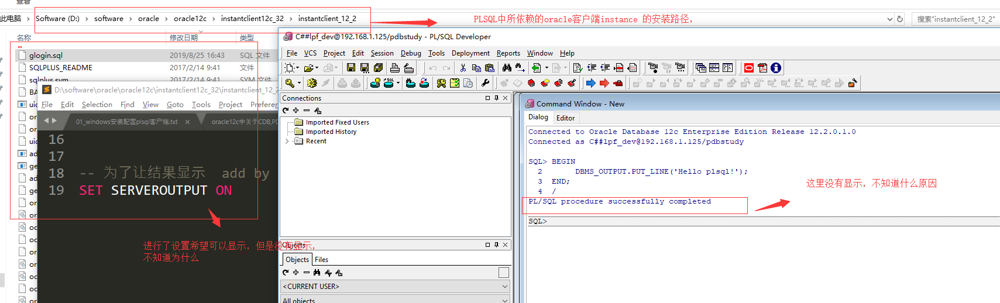 查看
此电脑 > Software (D:) > software > oracle > oracle12c > instantclient12c_32 > instantclient_12_2
PLSQL中所依赖的oracle客户端instance 的安装路径，
搜索"instantclient_12_2"
名称 修改日期 类型
glogin.sql 2019/8/25 16:43 SQL 文件
SQLPLUS_README 2017/2/14 9:41 文件
sqlplus.sym 2017/2/14 9:41 SYM 文件
BA
uic
or
or
uic
ad
ge
ad
ge
or
or
oc
oc
or
or
oc
oc
or
D:\software\oracle\oracle12c\instantclient12c_32\instantclient_12_2
File Edit Selection Find View Goto Tools Project Preferen
01_windows安装配置plsql客户端.txt ×
oracle12c中关于CDB,PD
16
17
18 -- 为了让结果显示 add by
19 SET SERVEROUTPUT ON
进行了设置希望可以显示，但是没有显示，
不知道为什么
C##lpf_dev@192.168.1.125/pdbstudy - PL/SQL Developer
File VCS Project Edit Session Debug Tools Deployment Reports Window Help
Connections
Imported Fixed Users
Imported History
Recent
Objects
Objects Files
<CURRENT USER>
All objects
Command Window - New
Dialog Editor
Connected to Oracle Database 12c Enterprise Edition Release 12.2.0.1.0
Connected as C##lpf_dev@192.168.1.125/pdbstudy
SQL> BEGIN
2 DBMS_OUTPUT.PUT_LINE('Hello plsql!');
3 END;
4 /
PL/SQL procedure successfully completed
SQL>
这里没有显示，不知道什么原因